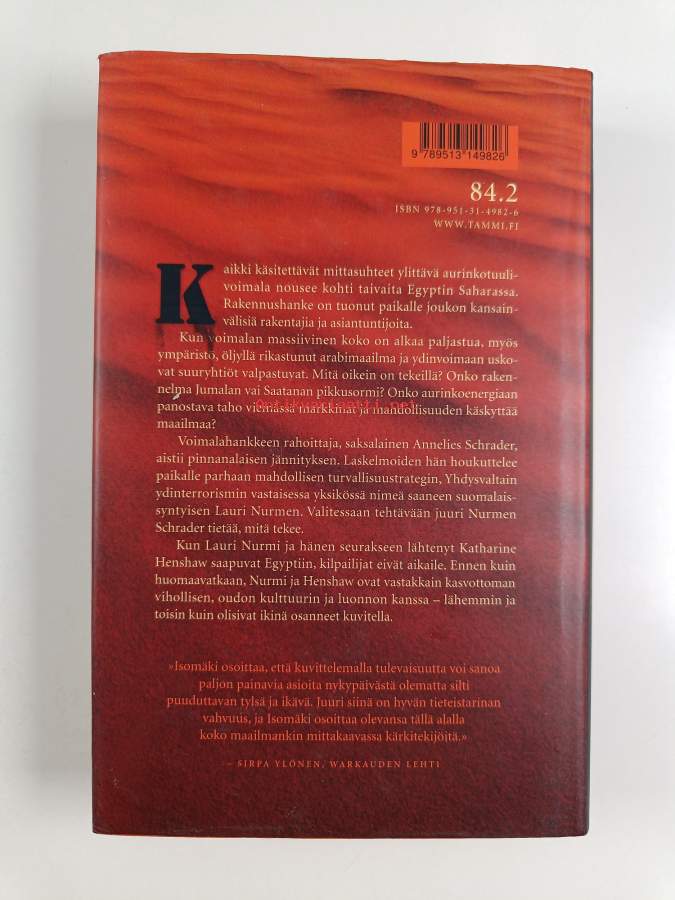 9 789513 149826
84.2
ISBN 978-951-31-4982-6
WWW.TAMMI.FI
Kaikki käsitettävät mittasuhteet ylittävä aurinkotuuli-
voimala nousee kohti taivaita Egyptin Saharassa.
Rakennushanke on tuonut paikalle joukon kansain-
välisiä rakentajia ja asiantuntijoita.
Kun voimalan massiivinen koko on alkaa paljastua, myös
ympäristö, öljyllä rikastunut arabimaailma ja ydinvoimaan usko-
vat suuryhtiöt valpastuvat. Mitä oikein on tekeillä? Onko raken-
nelma Jumalan vai Saatanan pikkusormi? Onko aurinkoenergiaan
antikvariaatti.net
panostava taho viemässä markkinat ja mahdollisuuden käskyttää
maailmaa?
Voimalahankkeen rahoittaja, saksalainen Annelies Schrader,
aistii pinnanalaisen jännityksen. Laskelmoiden hän houkuttelee
paikalle parhaan mahdollisen turvallisuusstrategin, Yhdysvaltain
ydinterrorismin vastaisessa yksikössä nimeä saaneen suomalais-
syntyisen Lauri Nurmen. Valitessaan tehtävään juuri Nurmen
Schrader tietää, mitä tekee.
Kun Lauri Nurmi ja hänen seurakseen lähtenyt Katharine
Henshaw saapuvat Egyptiin, kilpailijat eivät aikaile. Ennen kuin
huomaavatkaan, Nurmi ja Henshaw ovat vastakkain kasvottoman
vihollisen, oudon kulttuurin ja luonnon kanssa – lähemmin ja
toisin kuin olisivat ikinä osanneet kuvitella.
»Isomäki osoittaa, että kuvittelemalla tulevaisuutta voi sanoa
paljon painavia asioita nykypäivästä olematta silti
puuduttavan tylsä ja ikävä. Juuri siinä on hyvän tieteistarinan
vahvuus, ja Isomäki osoittaa olevansa tällä alalla
koko maailmankin mittakaavassa kärkitekijöitä.»
– SIRPA YLÖNEN, WARKAUDEN LEHTI